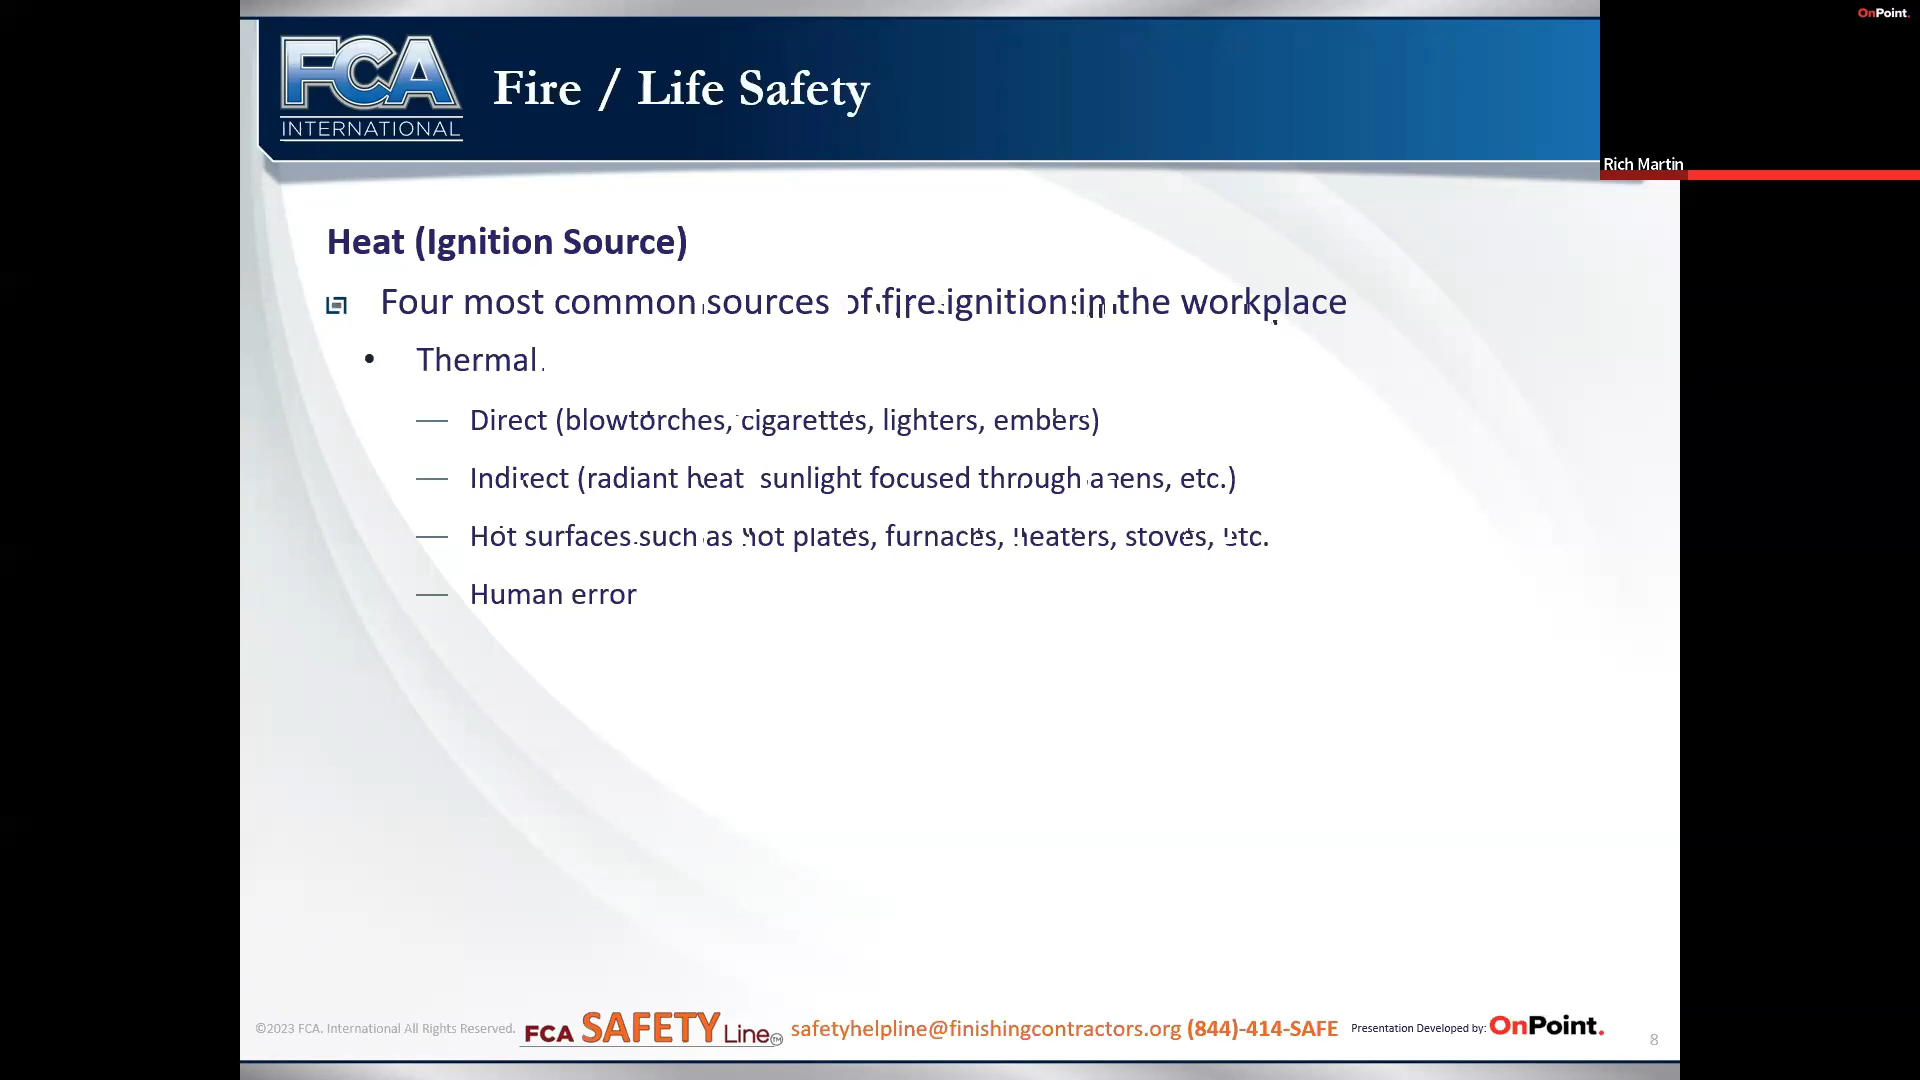 OnPoint.
FCA
INTERNATIONAL
Fire / Life Safety
Rich Martin
Heat (Ignition Source)
Four most common sources of fire ignition in the workplace
• Thermal
— Direct (blowtorches, cigarettes, lighters, embers)
— Indirect (radiant heat sunlight focused through a lens, etc.)
— Hot surfaces such as hot plates, furnaces, heaters, stoves, etc.
— Human error
©2023 FCA. International All Rights Reserved. FCA SAFETY Line TM safetyhelpline@finishingcontractors.org (844)-414-SAFE Presentation Developed by: OnPoint.
8